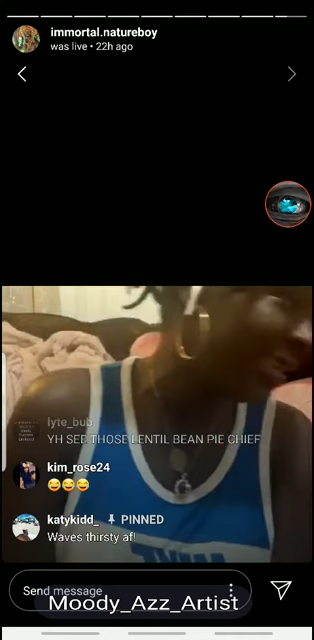 immortal.natureboy
was live • 22h ago
lyte_bub
YH SED THOSE LENTIL BEAN PIE CHIEF
kim_rose24
😂😂😂
katykidd_ PINNED
Waves thirsty af!
Send message
Moody_Azz_Artist